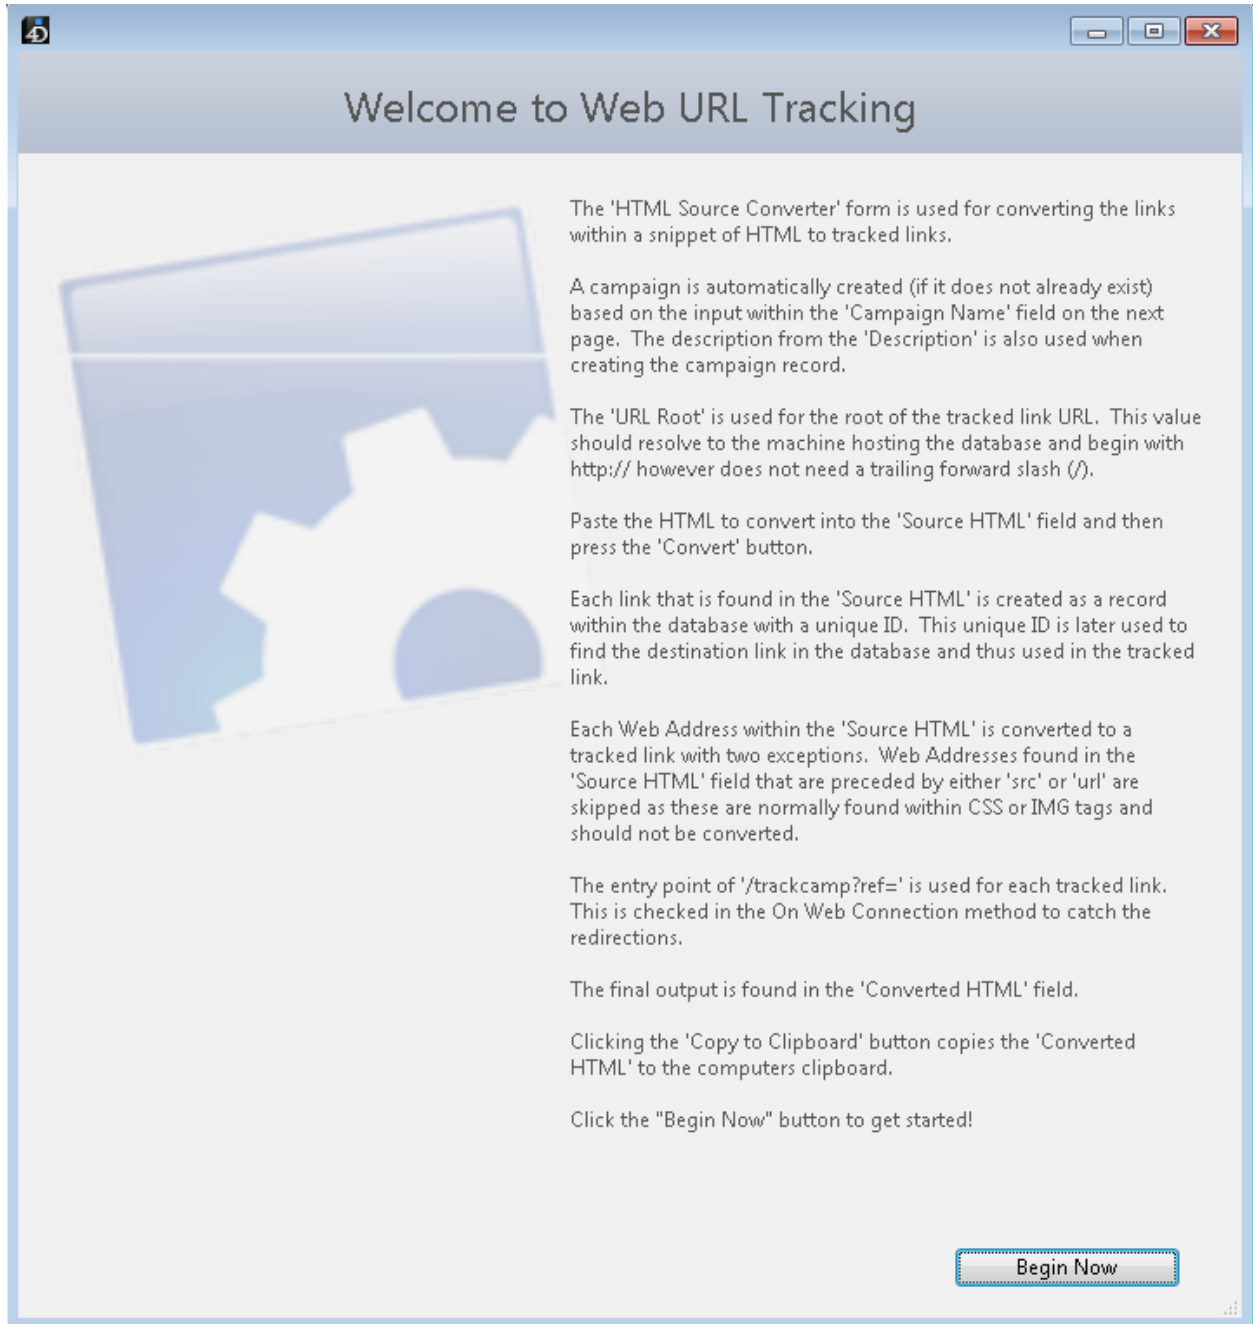 4D
Welcome to Web URL Tracking
The 'HTML Source Converter' form is used for converting the links
within a snippet of HTML to tracked links.
A campaign is automatically created (if it does not already exist)
based on the input within the 'Campaign Name' field on the next
page.  The description from the 'Description' is also used when
creating the campaign record.
The 'URL Root' is used for the root of the tracked link URL.  This value
should resolve to the machine hosting the database and begin with
http:// however does not need a trailing forward slash (/).
Paste the HTML to convert into the 'Source HTML' field and then
press the 'Convert' button.
Each link that is found in the 'Source HTML' is created as a record
within the database with a unique ID.  This unique ID is later used to
find the destination link in the database and thus used in the tracked
link.
Each Web Address within the 'Source HTML' is converted to a
tracked link with two exceptions.  Web Addresses found in the
'Source HTML' field that are preceded by either 'src' or 'url' are
skipped as these are normally found within CSS or IMG tags and
should not be converted.
The entry point of '/trackcamp?ref=' is used for each tracked link.
This is checked in the On Web Connection method to catch the
redirections.
The final output is found in the 'Converted HTML' field.
Clicking the 'Copy to Clipboard' button copies the 'Converted
HTML' to the computers clipboard.
Click the "Begin Now" button to get started!
Begin Now